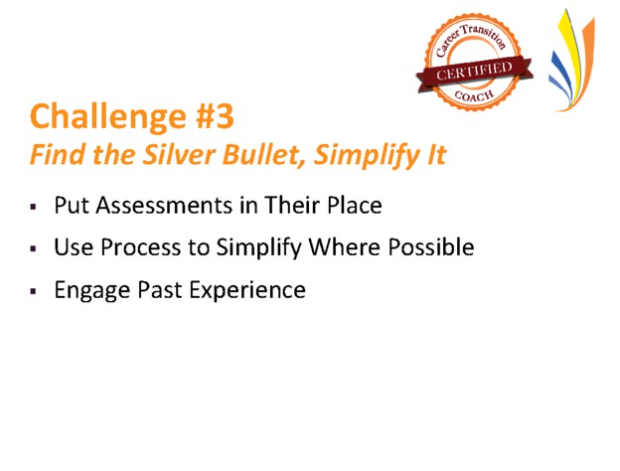 Career Transition
CERTIFIED
COACH
Challenge #3
Find the Silver Bullet, Simplify It
▪ Put Assessments in Their Place
▪ Use Process to Simplify Where Possible
▪ Engage Past Experience